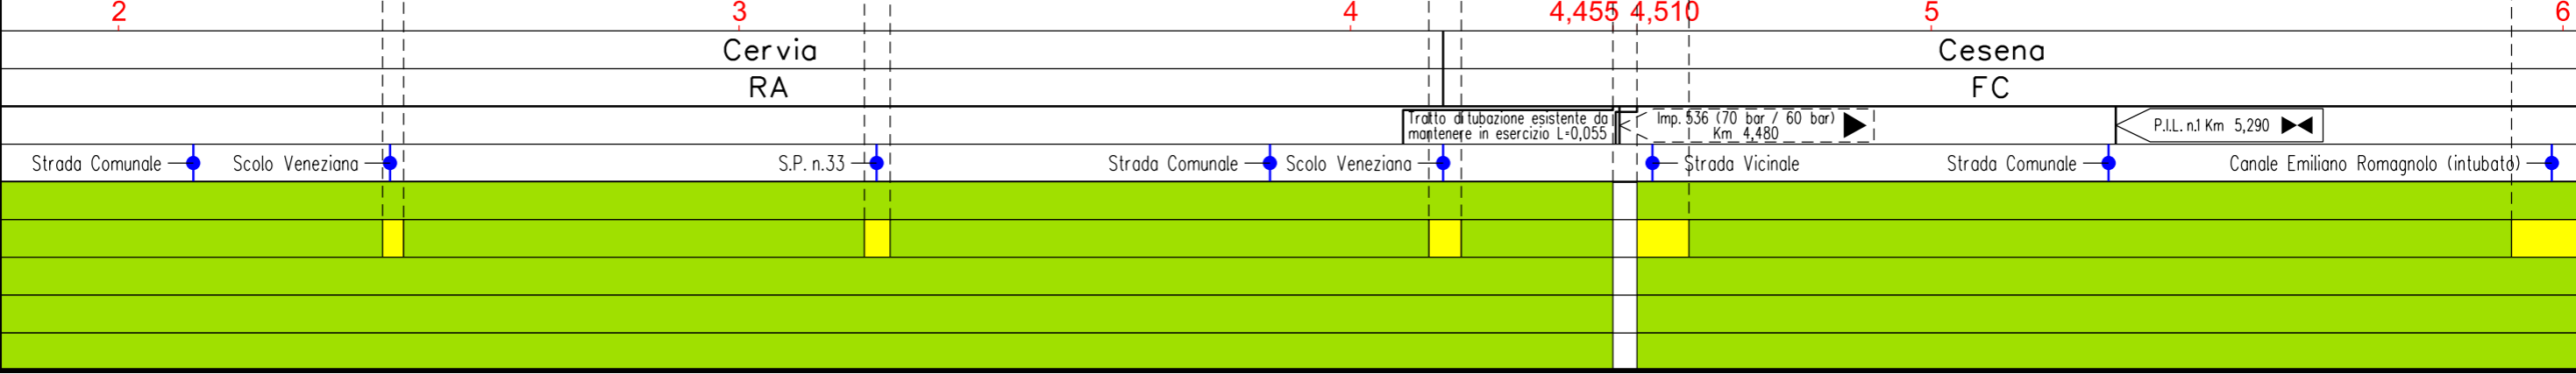 2 3 4 4,455 4,510 5 6
Cervia Cesena
RA FC
Tratto di tubazione esistente da
mantenere in esercizio L=0,055
Imp. 536 (70 bar / 60 bar)
Km 4,480
P.I.L. n.1 Km 5,290
Strada Comunale Scolo Veneziana S.P. n.33 Strada Comunale Scolo Veneziana Strada Vicinale Strada Comunale Canale Emiliano Romagnolo (intubato)